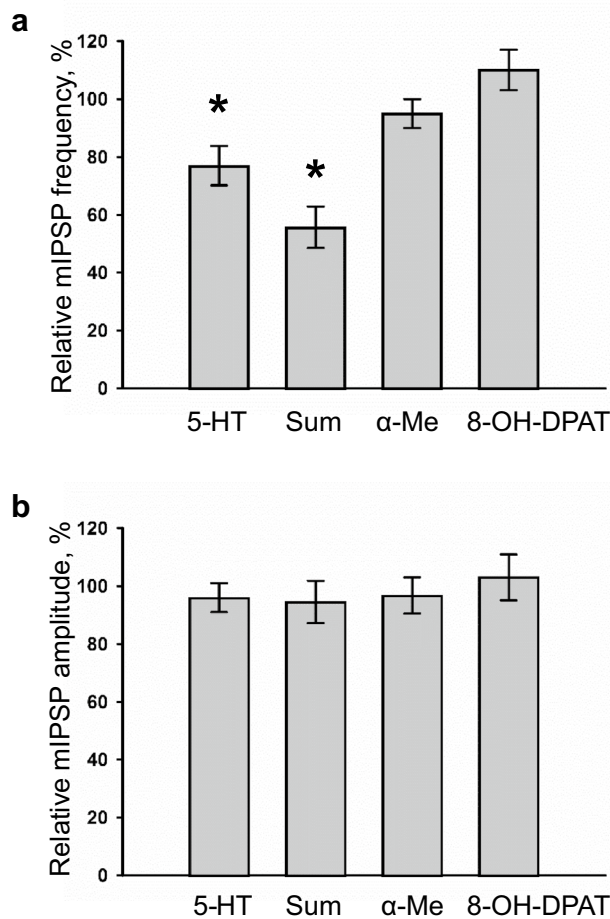 a
Relative mIPSP frequency, %
120
100
80
60
40
20
0
*
*
5-HT Sum α-Me 8-OH-DPAT
b
Relative mIPSP amplitude, %
120
100
80
60
40
20
0
5-HT Sum α-Me 8-OH-DPAT